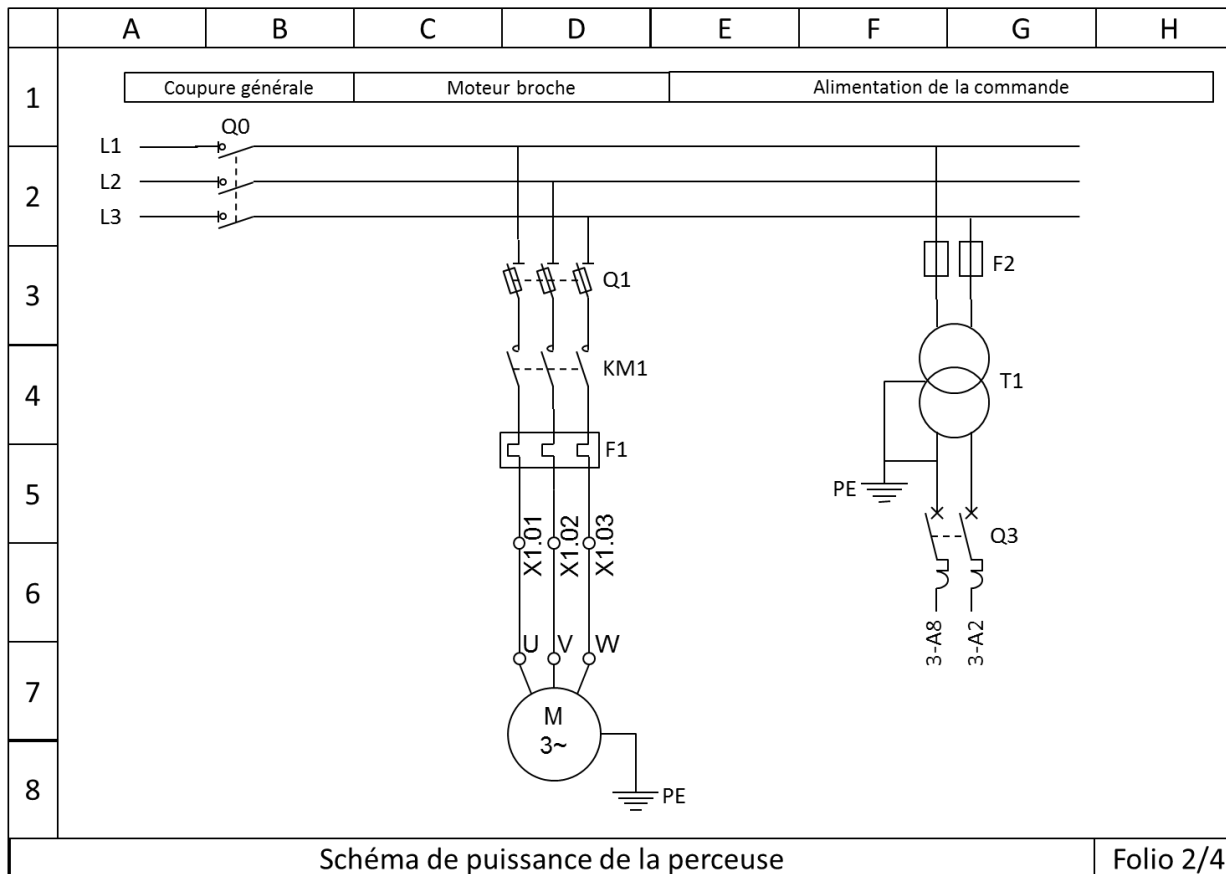 A B C D E F G H
1
Coupure générale Moteur broche Alimentation de la commande
Q0
L1
2
L2
L3
3
Q1
F2
4
KM1
T1
F1
5
PE
X1.01 X1.02 X1.03
Q3
6
3-A8 3-A2
U V W
7
M
3~
8
PE
Schéma de puissance de la perceuse Folio 2/4